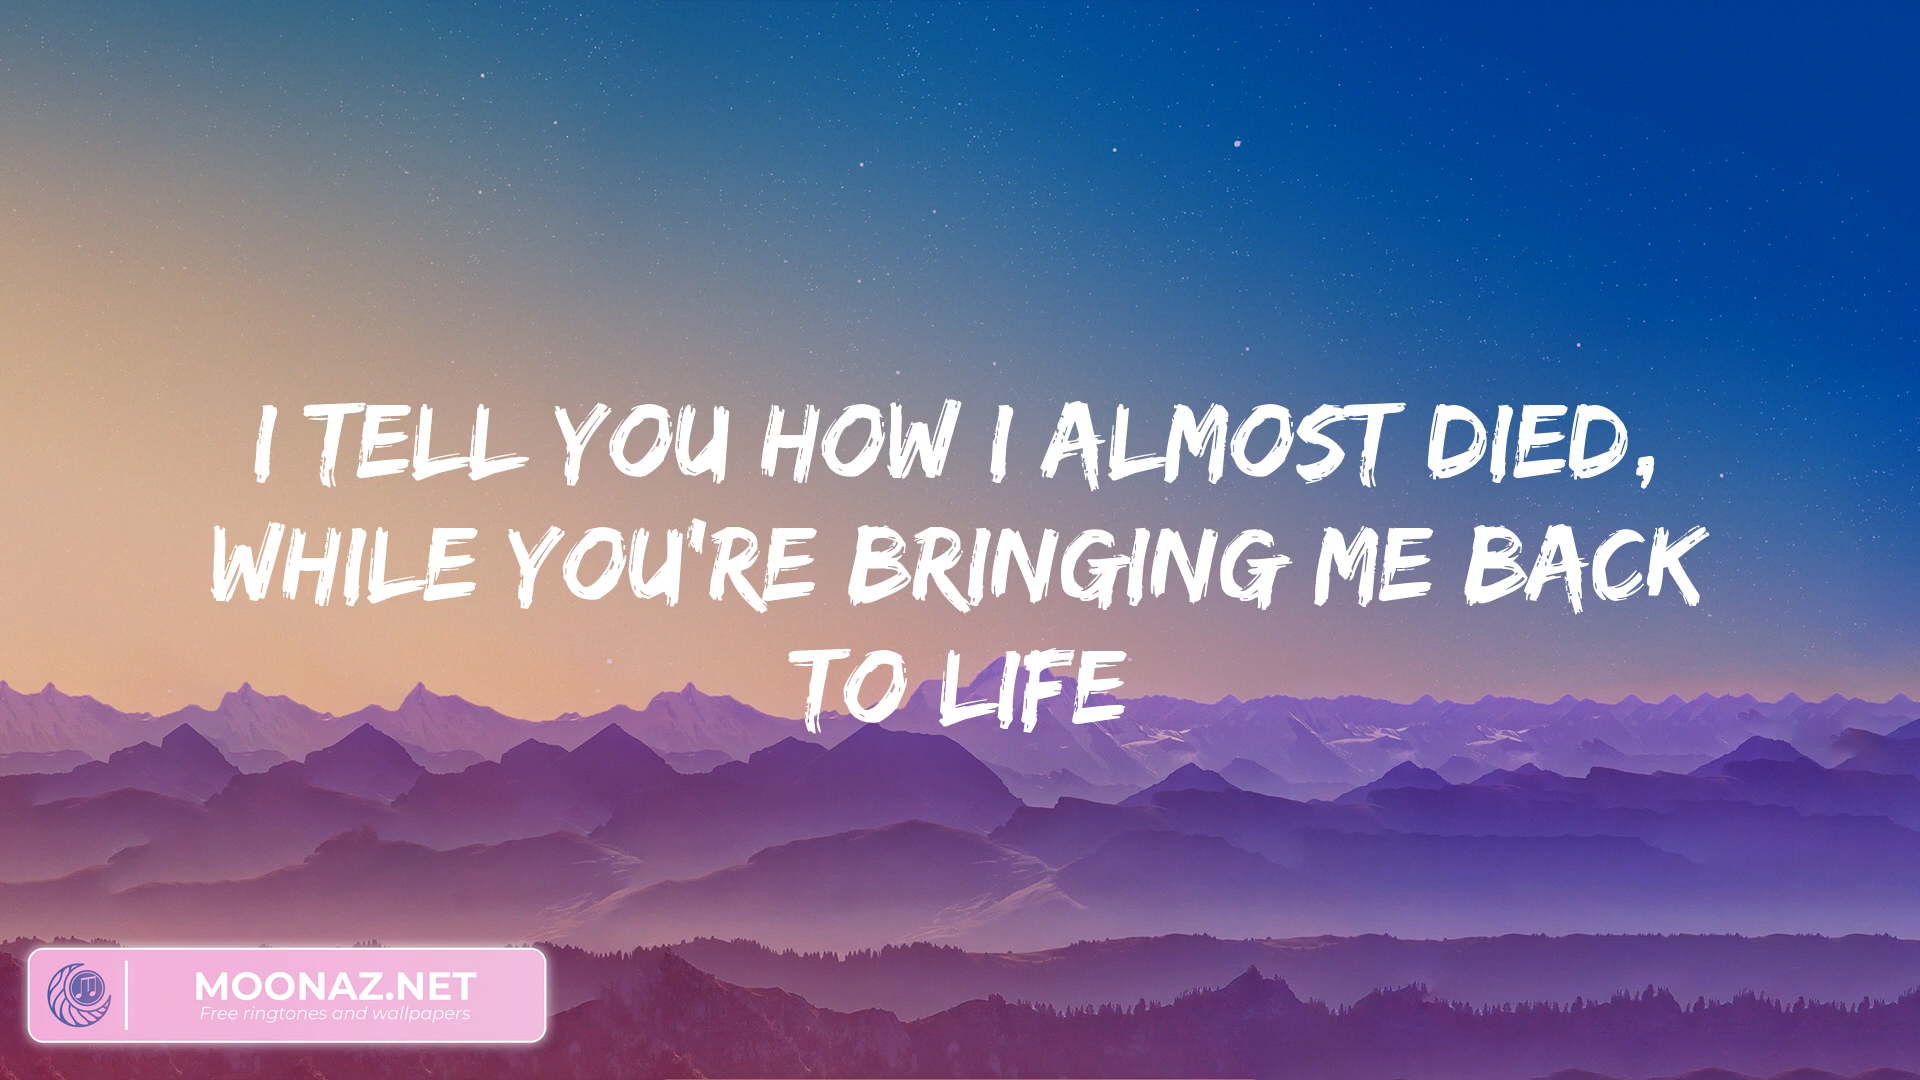 I TELL YOU HOW I ALMOST DIED,
WHILE YOU'RE BRINGING ME BACK
TO LIFE
MOONAZ.NET
Free ringtones and wallpapers